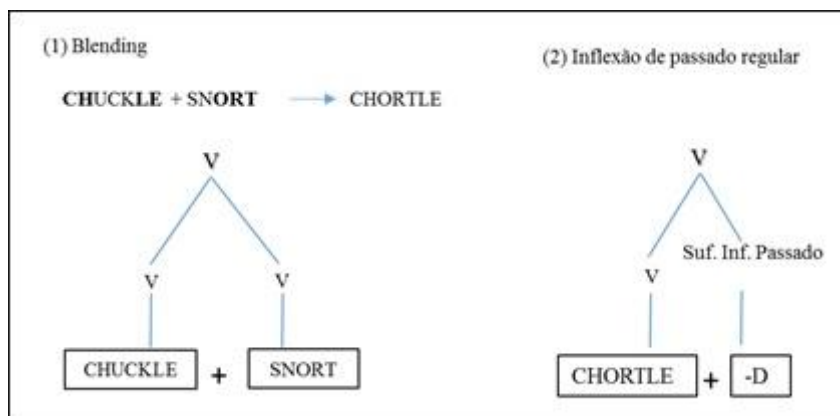 (1) Blending
CHUCKLE + SNORT → CHORTLE
V
V V
CHUCKLE + SNORT
(2) Inflexão de passado regular
V
V Suf. Inf. Passado
CHORTLE + -D